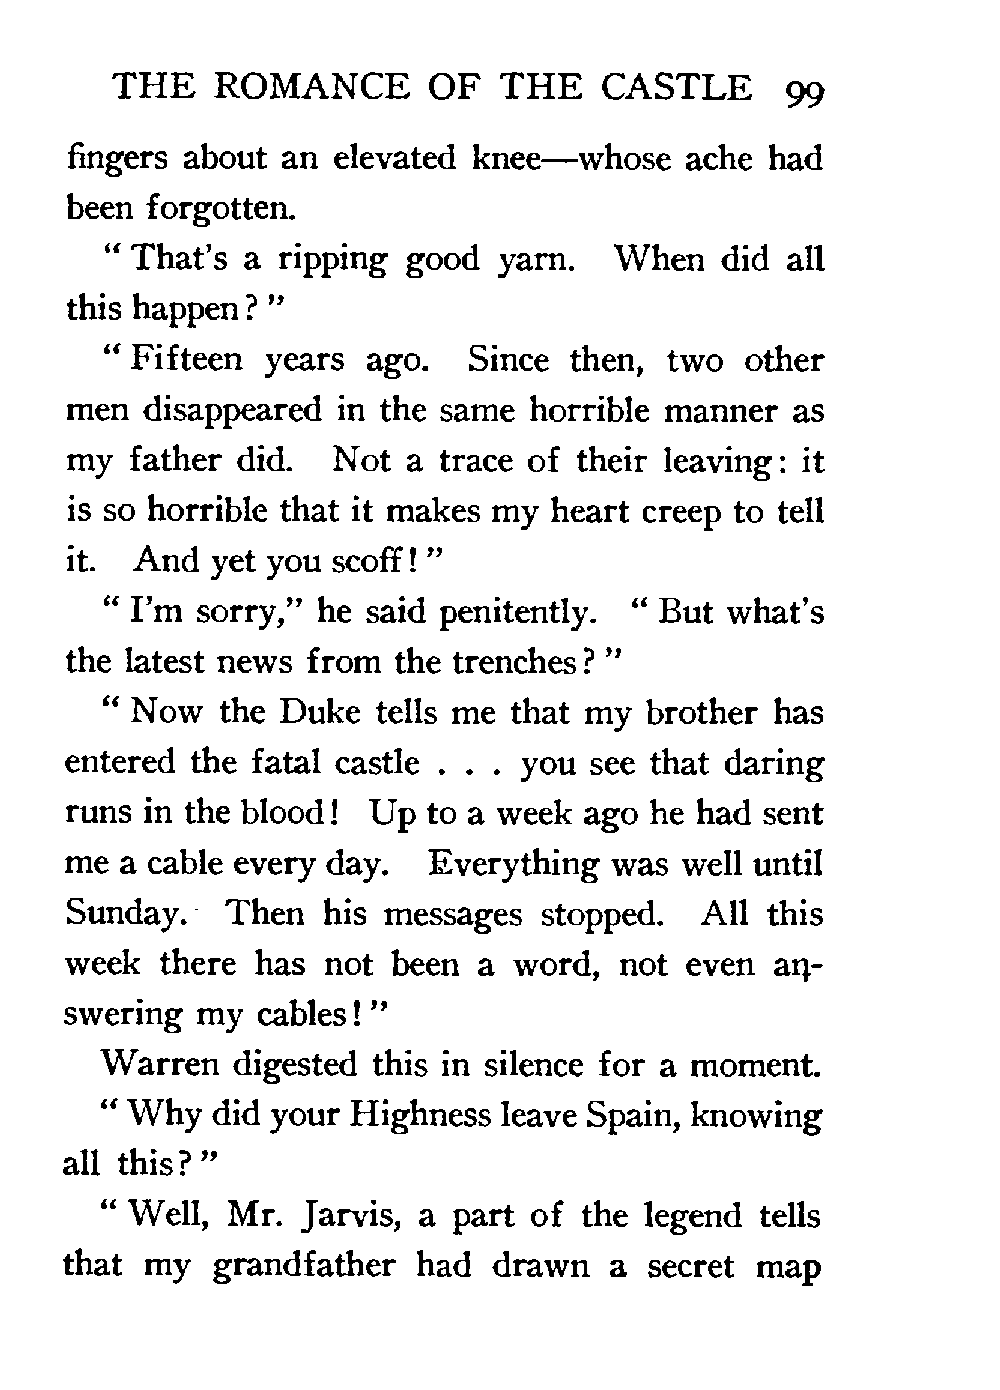 THE ROMANCE OF THE CASTLE 99
fingers about an elevated knee—whose ache had
been forgotten.
“ That's a ripping good yarn. When did all
this happen? ”
“ Fifteen years ago. Since then, two other
men disappeared in the same horrible manner as
my father did. Not a trace of their leaving: it
is so horrible that it makes my heart creep to tell
it. And yet you scoff! ”
“ I'm sorry,” he said penitently. “ But what's
the latest news from the trenches? ”
“ Now the Duke tells me that my brother has
entered the fatal castle . . . you see that daring
runs in the blood! Up to a week ago he had sent
me a cable every day. Everything was well until
Sunday. Then his messages stopped. All this
week there has not been a word, not even an-
swering my cables! ”
Warren digested this in silence for a moment.
“ Why did your Highness leave Spain, knowing
all this? ”
“ Well, Mr. Jarvis, a part of the legend tells
that my grandfather had drawn a secret map